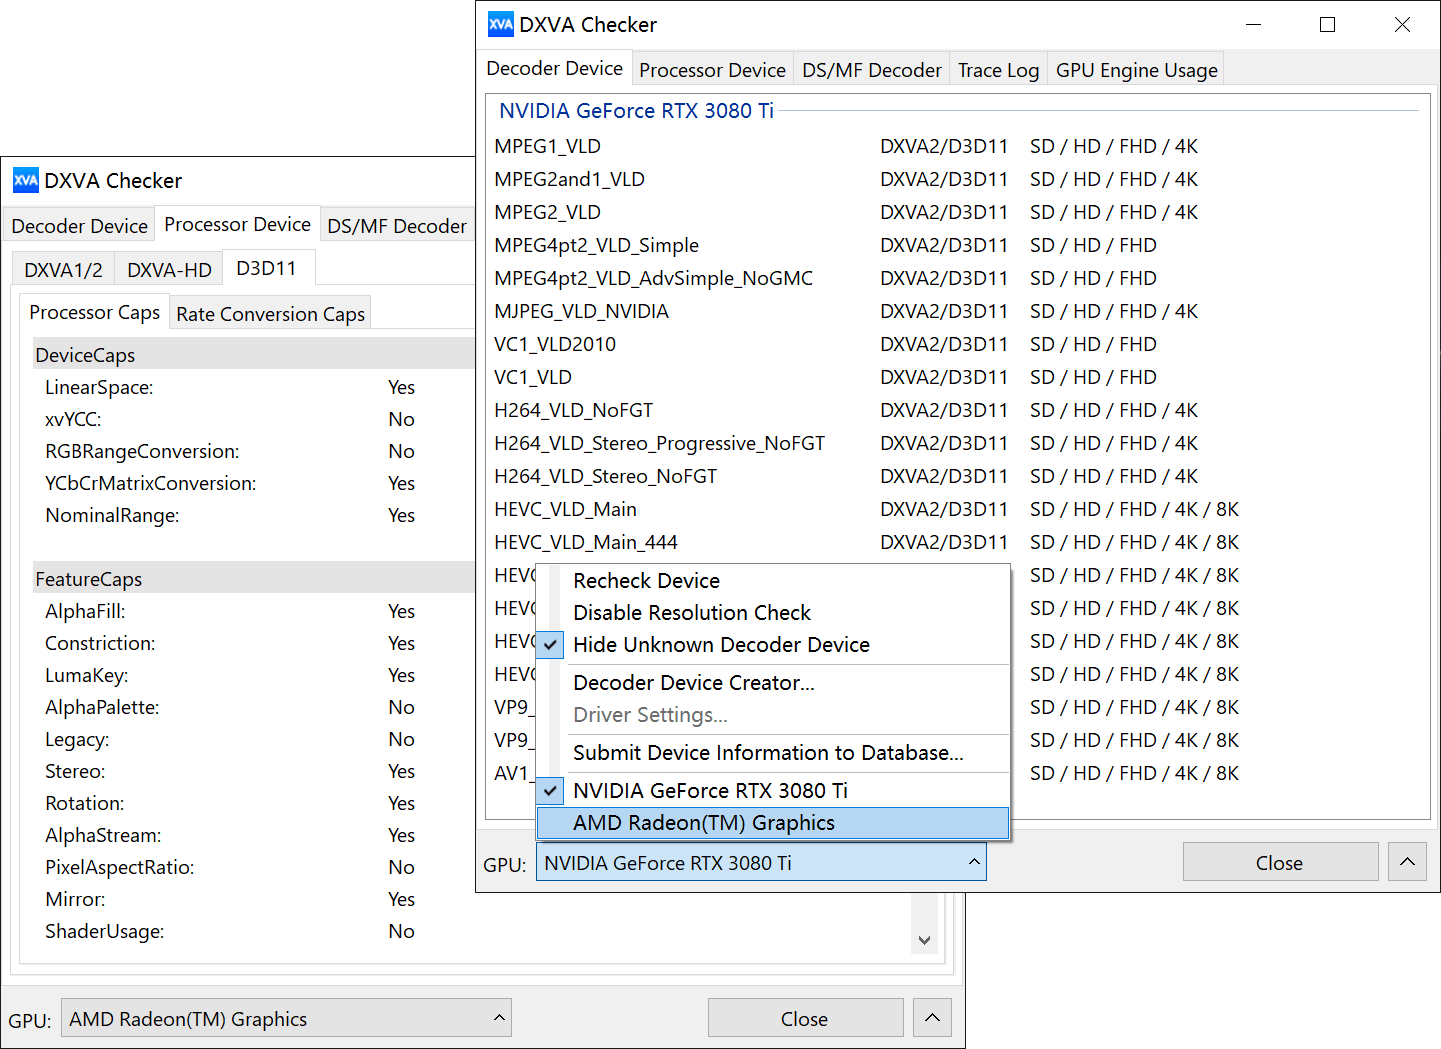 XVA DXVA Checker
Decoder Device Processor Device DS/MF Decoder Trace Log GPU Engine Usage
NVIDIA GeForce RTX 3080 Ti
MPEG1_VLD DXVA2/D3D11 SD / HD / FHD / 4K
MPEG2and1_VLD DXVA2/D3D11 SD / HD / FHD / 4K
MPEG2_VLD DXVA2/D3D11 SD / HD / FHD / 4K
MPEG4pt2_VLD_Simple DXVA2/D3D11 SD / HD / FHD
MPEG4pt2_VLD_AdvSimple_NoGMC DXVA2/D3D11 SD / HD / FHD
MJPEG_VLD_NVIDIA DXVA2/D3D11 SD / HD / FHD / 4K
VC1_VLD2010 DXVA2/D3D11 SD / HD / FHD
VC1_VLD DXVA2/D3D11 SD / HD / FHD
H264_VLD_NoFGT DXVA2/D3D11 SD / HD / FHD / 4K
H264_VLD_Stereo_Progressive_NoFGT DXVA2/D3D11 SD / HD / FHD / 4K
H264_VLD_Stereo_NoFGT DXVA2/D3D11 SD / HD / FHD / 4K
HEVC_VLD_Main DXVA2/D3D11 SD / HD / FHD / 4K / 8K
HEVC_VLD_Main_444 DXVA2/D3D11 SD / HD / FHD / 4K / 8K
SD / HD / FHD / 4K / 8K
SD / HD / FHD / 4K / 8K
SD / HD / FHD / 4K / 8K
SD / HD / FHD / 4K / 8K
VP9_ SD / HD / FHD / 4K / 8K
VP9_ SD / HD / FHD / 4K / 8K
AV1_ SD / HD / FHD / 4K / 8K
Recheck Device
Disable Resolution Check
Hide Unknown Decoder Device
Decoder Device Creator...
Driver Settings...
Submit Device Information to Database...
NVIDIA GeForce RTX 3080 Ti
AMD Radeon(TM) Graphics
GPU: NVIDIA GeForce RTX 3080 Ti Close
XVA DXVA Checker
Decoder Device Processor Device DS/MF Decoder
DXVA1/2 DXVA-HD D3D11
Processor Caps Rate Conversion Caps
DeviceCaps
LinearSpace: Yes
xvYCC: No
RGBRangeConversion: No
YCbCrMatrixConversion: Yes
NominalRange: Yes
FeatureCaps
AlphaFill: Yes
Constriction: Yes
LumaKey: Yes
AlphaPalette: No
Legacy: No
Stereo: Yes
Rotation: Yes
AlphaStream: Yes
PixelAspectRatio: No
Mirror: Yes
ShaderUsage: No
GPU: AMD Radeon(TM) Graphics Close